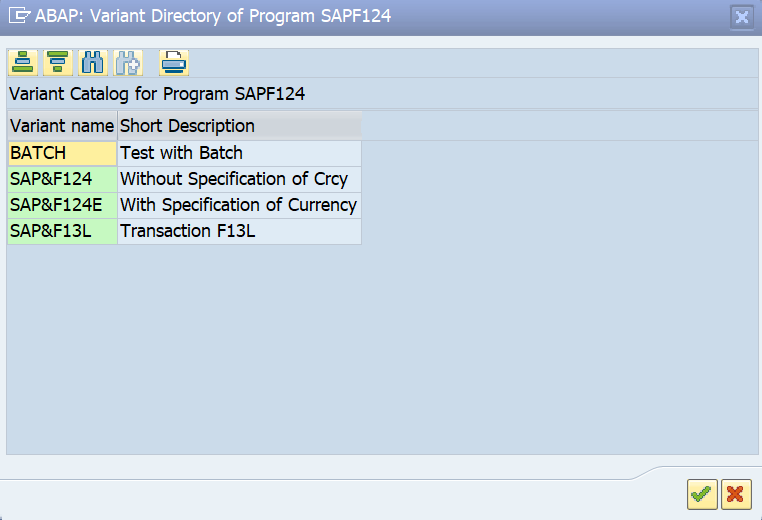 ABAP: Variant Directory of Program SAPF124
Variant Catalog for Program SAPF124
Variant name Short Description
BATCH Test with Batch
SAP&F124 Without Specification of Crcy
SAP&F124E With Specification of Currency
SAP&F13L Transaction F13L